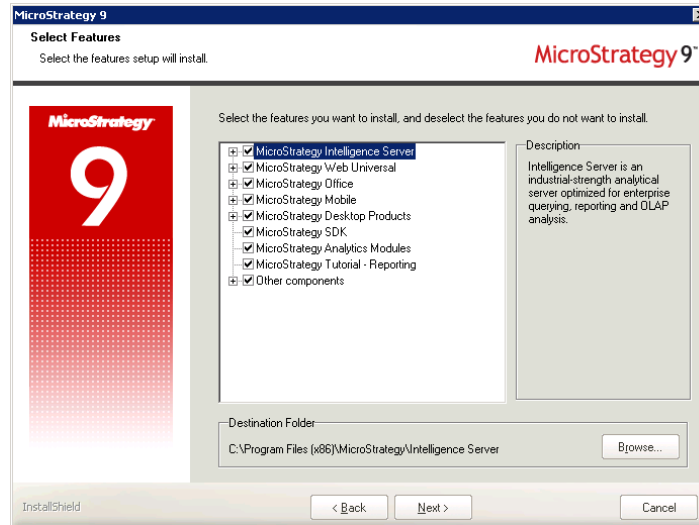 MicroStrategy 9
Select Features
Select the features setup will install.
MicroStrategy 9™
MicroStrategy
9
Select the features you want to install, and deselect the features you do not want to install.
MicroStrategy Intelligence Server
MicroStrategy Web Universal
MicroStrategy Office
MicroStrategy Mobile
MicroStrategy Desktop Products
MicroStrategy SDK
MicroStrategy Analytics Modules
MicroStrategy Tutorial - Reporting
Other components
Description
Intelligence Server is an
industrial-strength analytical
server optimized for enterprise
querying, reporting and OLAP
analysis.
Destination Folder
C:\Program Files (x86)\MicroStrategy\Intelligence Server
Browse...
InstallShield
< Back
Next >
Cancel